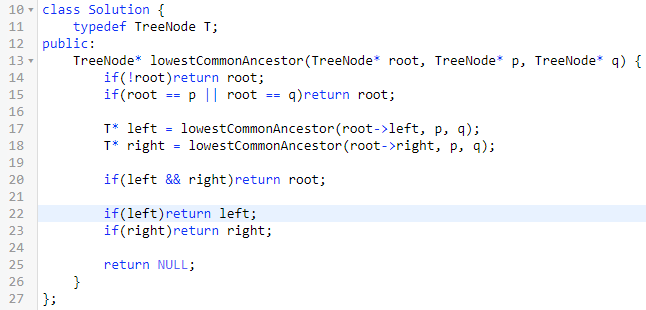 10 class Solution {
11     typedef TreeNode T;
12 public:
13     TreeNode* lowestCommonAncestor(TreeNode* root, TreeNode* p, TreeNode* q) {
14         if(!root)return root;
15         if(root == p || root == q)return root;
16
17         T* left = lowestCommonAncestor(root->left, p, q);
18         T* right = lowestCommonAncestor(root->right, p, q);
19
20         if(left && right)return root;
21
22         if(left)return left;
23         if(right)return right;
24
25         return NULL;
26     }
27 };